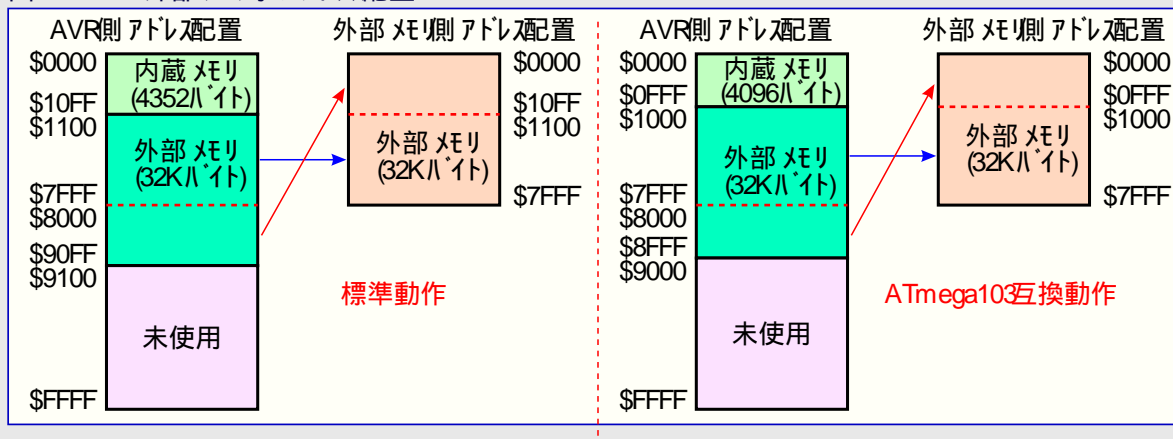 AVR側 アドレス配置
外部 メモリ側 アドレス配置
$0000
$10FF
$1100
$7FFF
$8000
$90FF
$9100
$FFFF
内蔵 メモリ
(4352バイト)
外部 メモリ
(32Kバイト)
未使用
外部 メモリ
(32Kバイト)
$0000
$10FF
$1100
$7FFF
標準動作
AVR側 アドレス配置
外部 メモリ側 アドレス配置
$0000
$0FFF
$1000
$7FFF
$8000
$8FFF
$9000
$FFFF
内蔵 メモリ
(4096バイト)
外部 メモリ
(32Kバイト)
未使用
外部 メモリ
(32Kバイト)
$0000
$0FFF
$1000
$7FFF
ATmega103互換動作